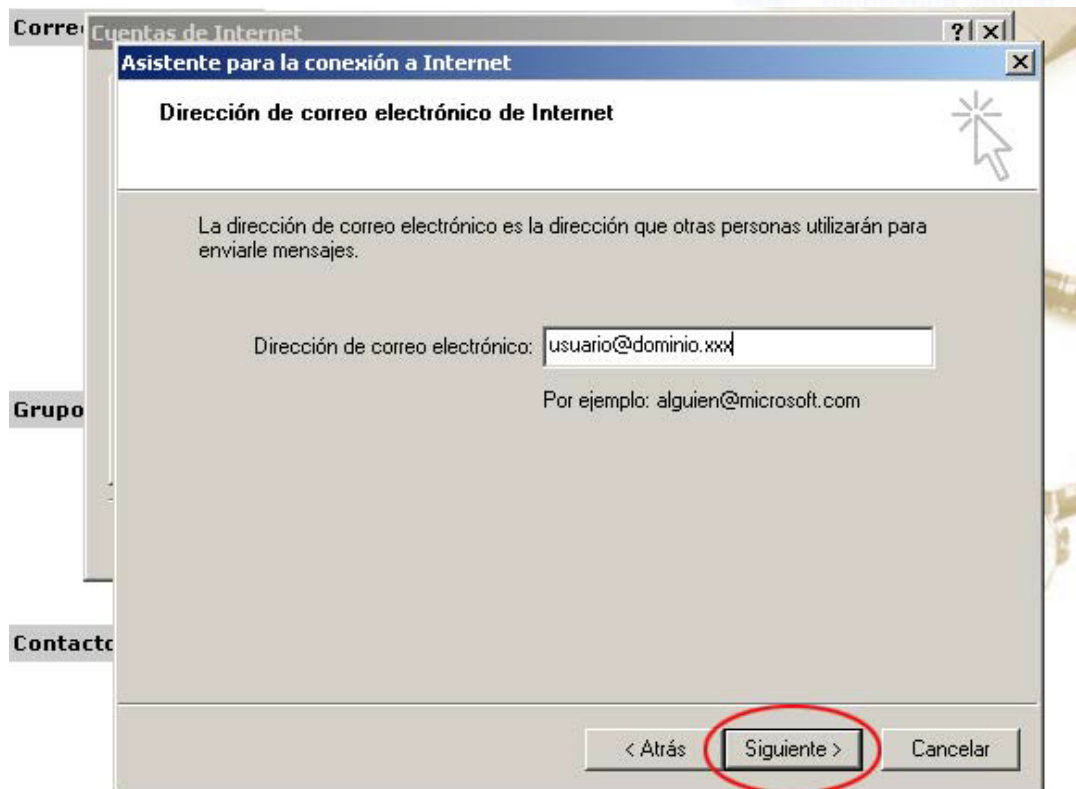 Corre
Cuentas de Internet
Asistente para la conexión a Internet
Dirección de correo electrónico de Internet
La dirección de correo electrónico es la dirección que otras personas utilizarán para
enviarle mensajes.
Dirección de correo electrónico: usuario@dominio.xxx
Por ejemplo: alguien@microsoft.com
Grupo
Contacto
< Atrás Siguiente > Cancelar